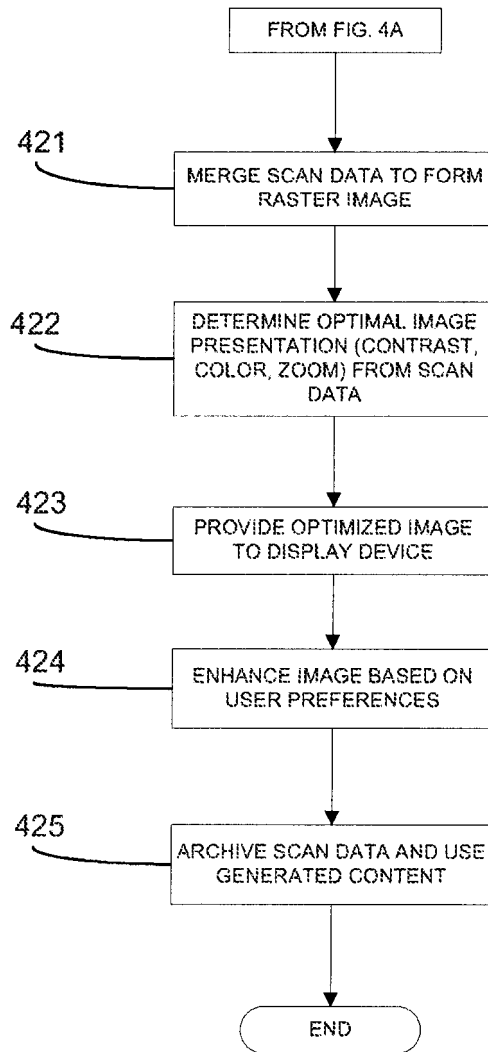 FROM FIG. 4A
421
MERGE SCAN DATA TO FORM
RASTER IMAGE
422
DETERMINE OPTIMAL IMAGE
PRESENTATION (CONTRAST,
COLOR, ZOOM) FROM SCAN
DATA
423
PROVIDE OPTIMIZED IMAGE
TO DISPLAY DEVICE
424
ENHANCE IMAGE BASED ON
USER PREFERENCES
425
ARCHIVE SCAN DATA AND USE
GENERATED CONTENT
END